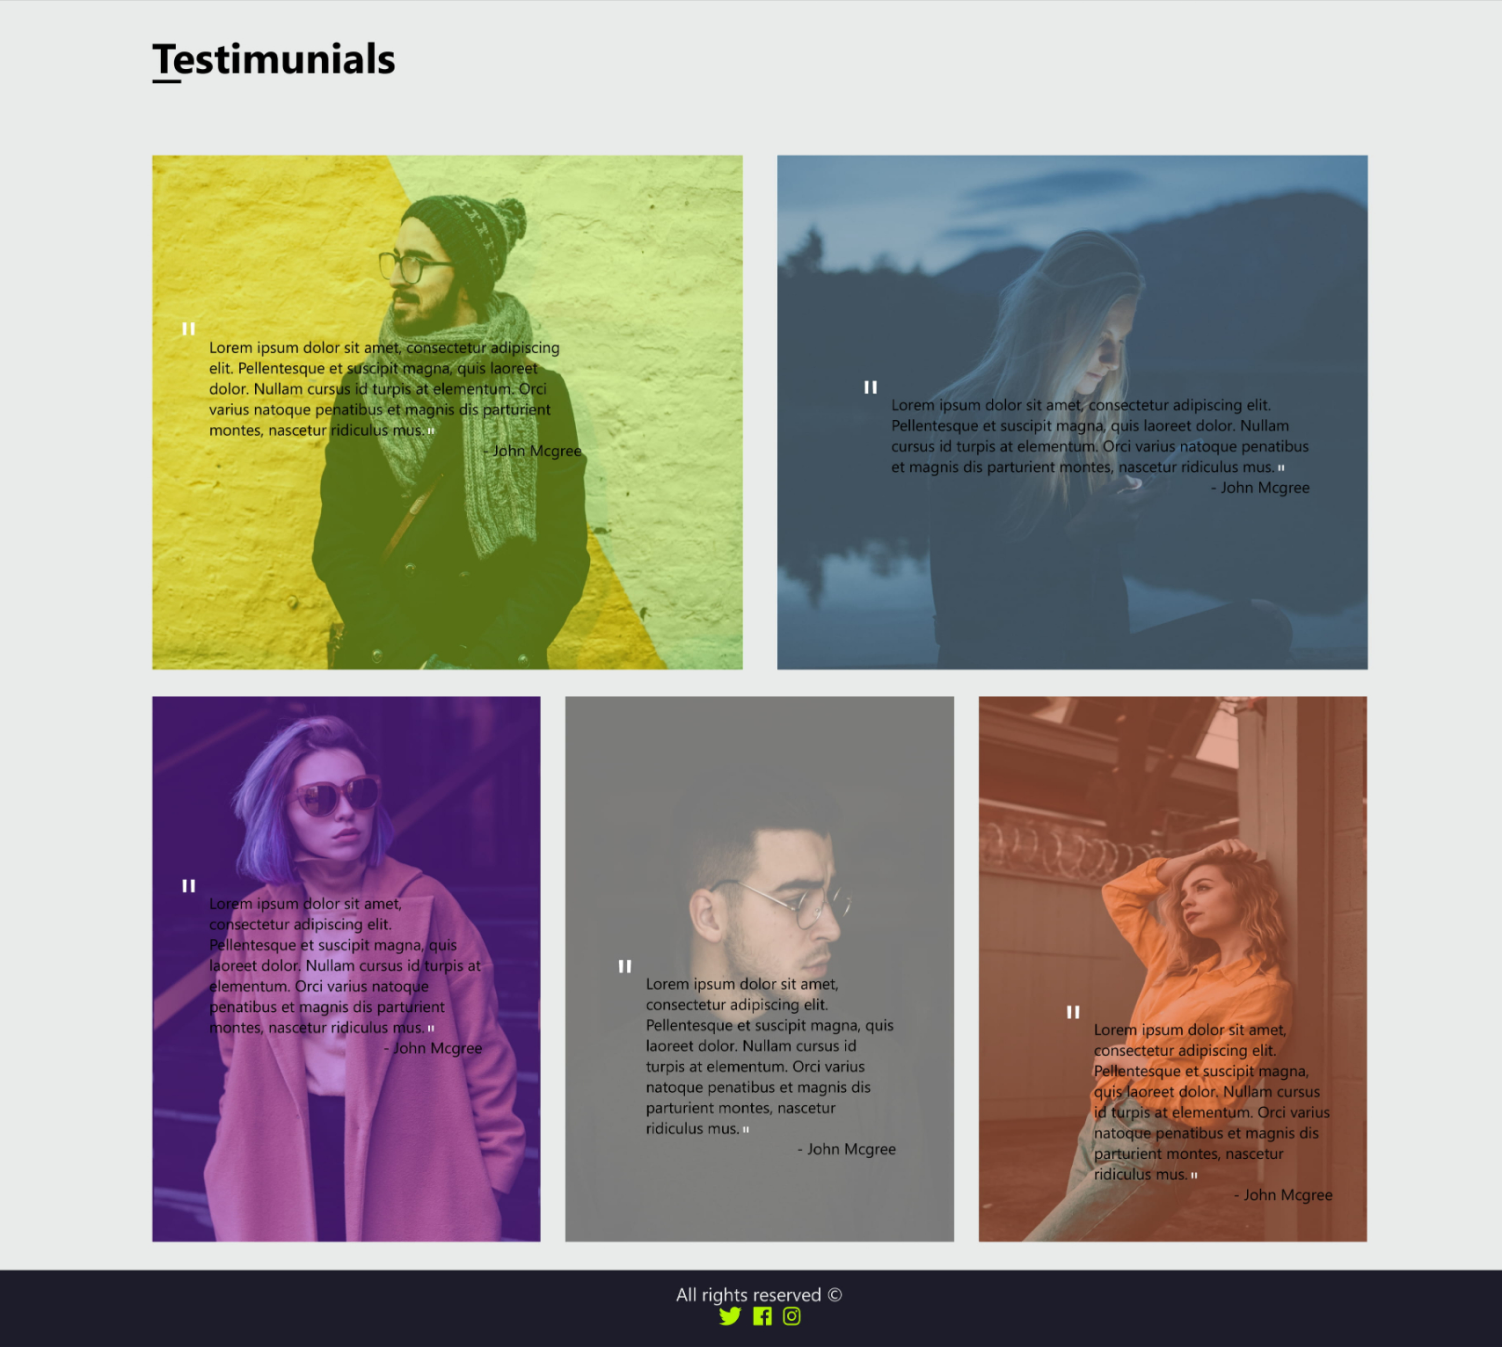 Testimunials
"
Lorem ipsum dolor sit amet, consectetur adipiscing
elit. Pellentesque et suscipit magna, quis laoreet
dolor. Nullam cursus id turpis at elementum. Orci
varius natoque penatibus et magnis dis parturient
montes, nascetur ridiculus mus."
- John Mcgree
"
Lorem ipsum dolor sit amet, consectetur adipiscing elit.
Pellentesque et suscipit magna, quis laoreet dolor. Nullam
cursus id turpis at elementum. Orci varius natoque penatibus
et magnis dis parturient montes, nascetur ridiculus mus."
- John Mcgree
"
Lorem ipsum dolor sit amet,
consectetur adipiscing elit.
Pellentesque et suscipit magna, quis
laoreet dolor. Nullam cursus id turpis at
elementum. Orci varius natoque
penatibus et magnis dis parturient
montes, nascetur ridiculus mus."
- John Mcgree
"
Lorem ipsum dolor sit amet,
consectetur adipiscing elit.
Pellentesque et suscipit magna, quis
laoreet dolor. Nullam cursus id
turpis at elementum. Orci varius
natoque penatibus et magnis dis
parturient montes, nascetur
ridiculus mus."
- John Mcgree
"
Lorem ipsum dolor sit amet,
consectetur adipiscing elit.
Pellentesque et suscipit magna,
quis laoreet dolor. Nullam cursus
id turpis at elementum. Orci varius
natoque penatibus et magnis dis
parturient montes, nascetur
ridiculus mus."
- John Mcgree
All rights reserved ©